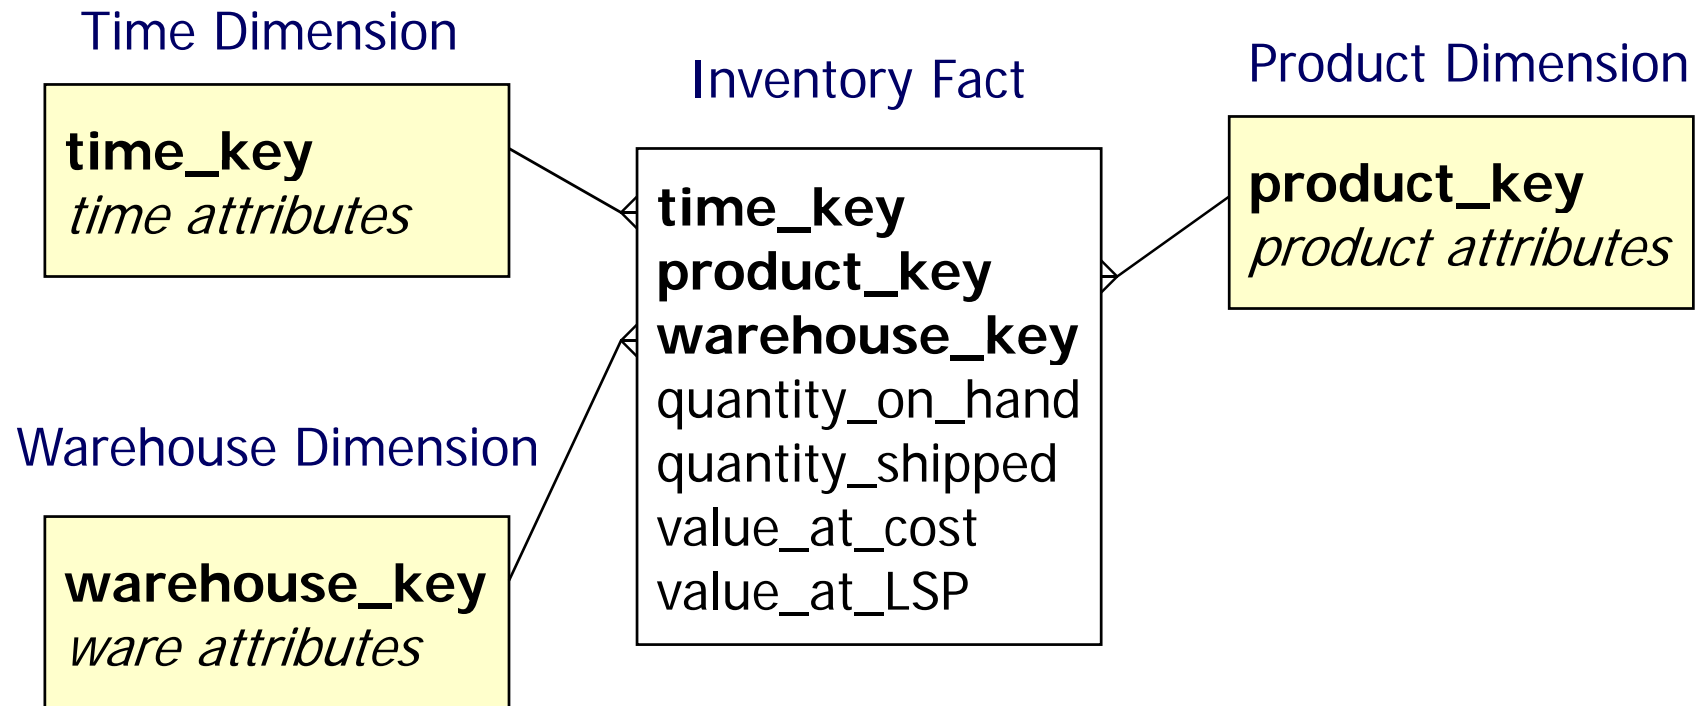 Time Dimension
time_key
time attributes
Inventory Fact
time_key
product_key
warehouse_key
quantity_on_hand
quantity_shipped
value_at_cost
value_at_LSP
Product Dimension
product_key
product attributes
Warehouse Dimension
warehouse_key
ware attributes